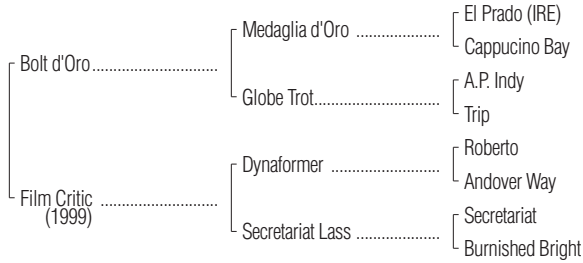 El Prado (IRE)
Medaglia d'Oro ....................
Cappucino Bay
Bolt d'Oro..............................
A.P. Indy
Globe Trot..............................
Trip
Roberto
Dynaformer ..........................
Andover Way
Film Critic ............................
(1999)
Secretariat
Secretariat Lass ....................
Burnished Bright